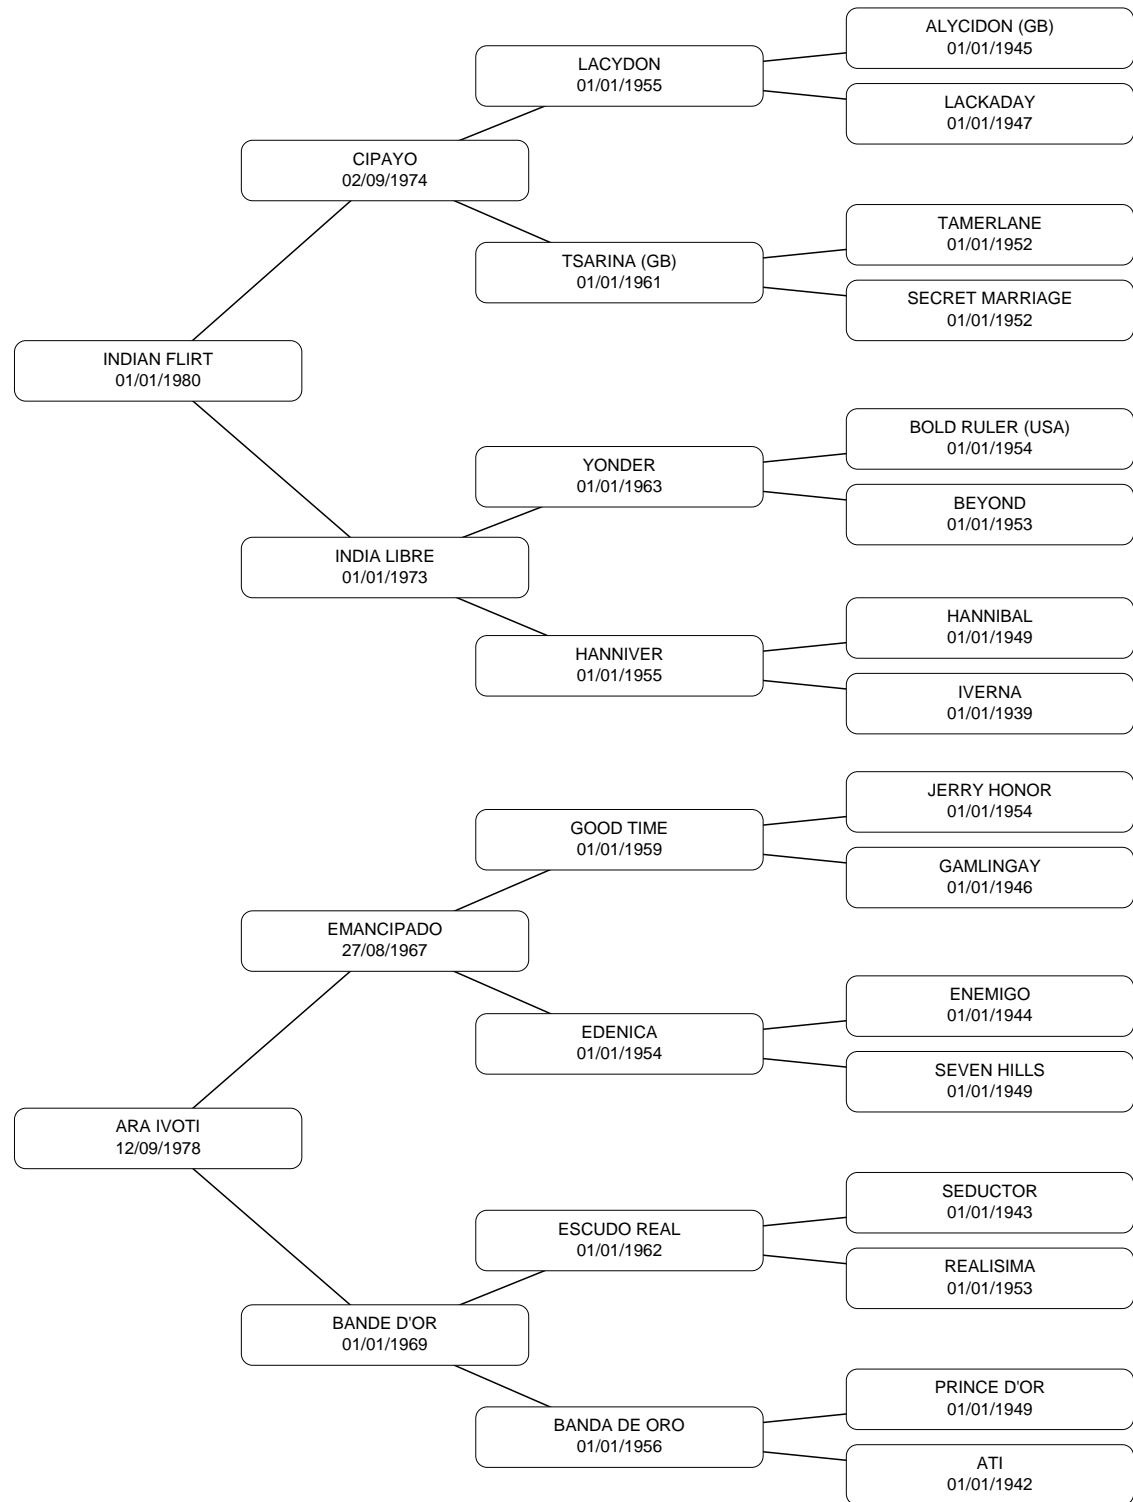 ALYCIDON (GB)
01/01/1945
LACYDON
01/01/1955
LACKADAY
01/01/1947
CIPAYO
02/09/1974
TAMERLANE
01/01/1952
TSARINA (GB)
01/01/1961
SECRET MARRIAGE
01/01/1952
INDIAN FLIRT
01/01/1980
BOLD RULER (USA)
01/01/1954
YONDER
01/01/1963
BEYOND
01/01/1953
INDIA LIBRE
01/01/1973
HANNIBAL
01/01/1949
HANNIVER
01/01/1955
IVERNA
01/01/1939
JERRY HONOR
01/01/1954
GOOD TIME
01/01/1959
GAMLINGAY
01/01/1946
EMANCIPADO
27/08/1967
ENEMIGO
01/01/1944
EDENICA
01/01/1954
SEVEN HILLS
01/01/1949
ARA IVOTI
12/09/1978
SEDUCTOR
01/01/1943
ESCUDO REAL
01/01/1962
REALISIMA
01/01/1953
BANDE D'OR
01/01/1969
PRINCE D'OR
01/01/1949
BANDA DE ORO
01/01/1956
ATI
01/01/1942